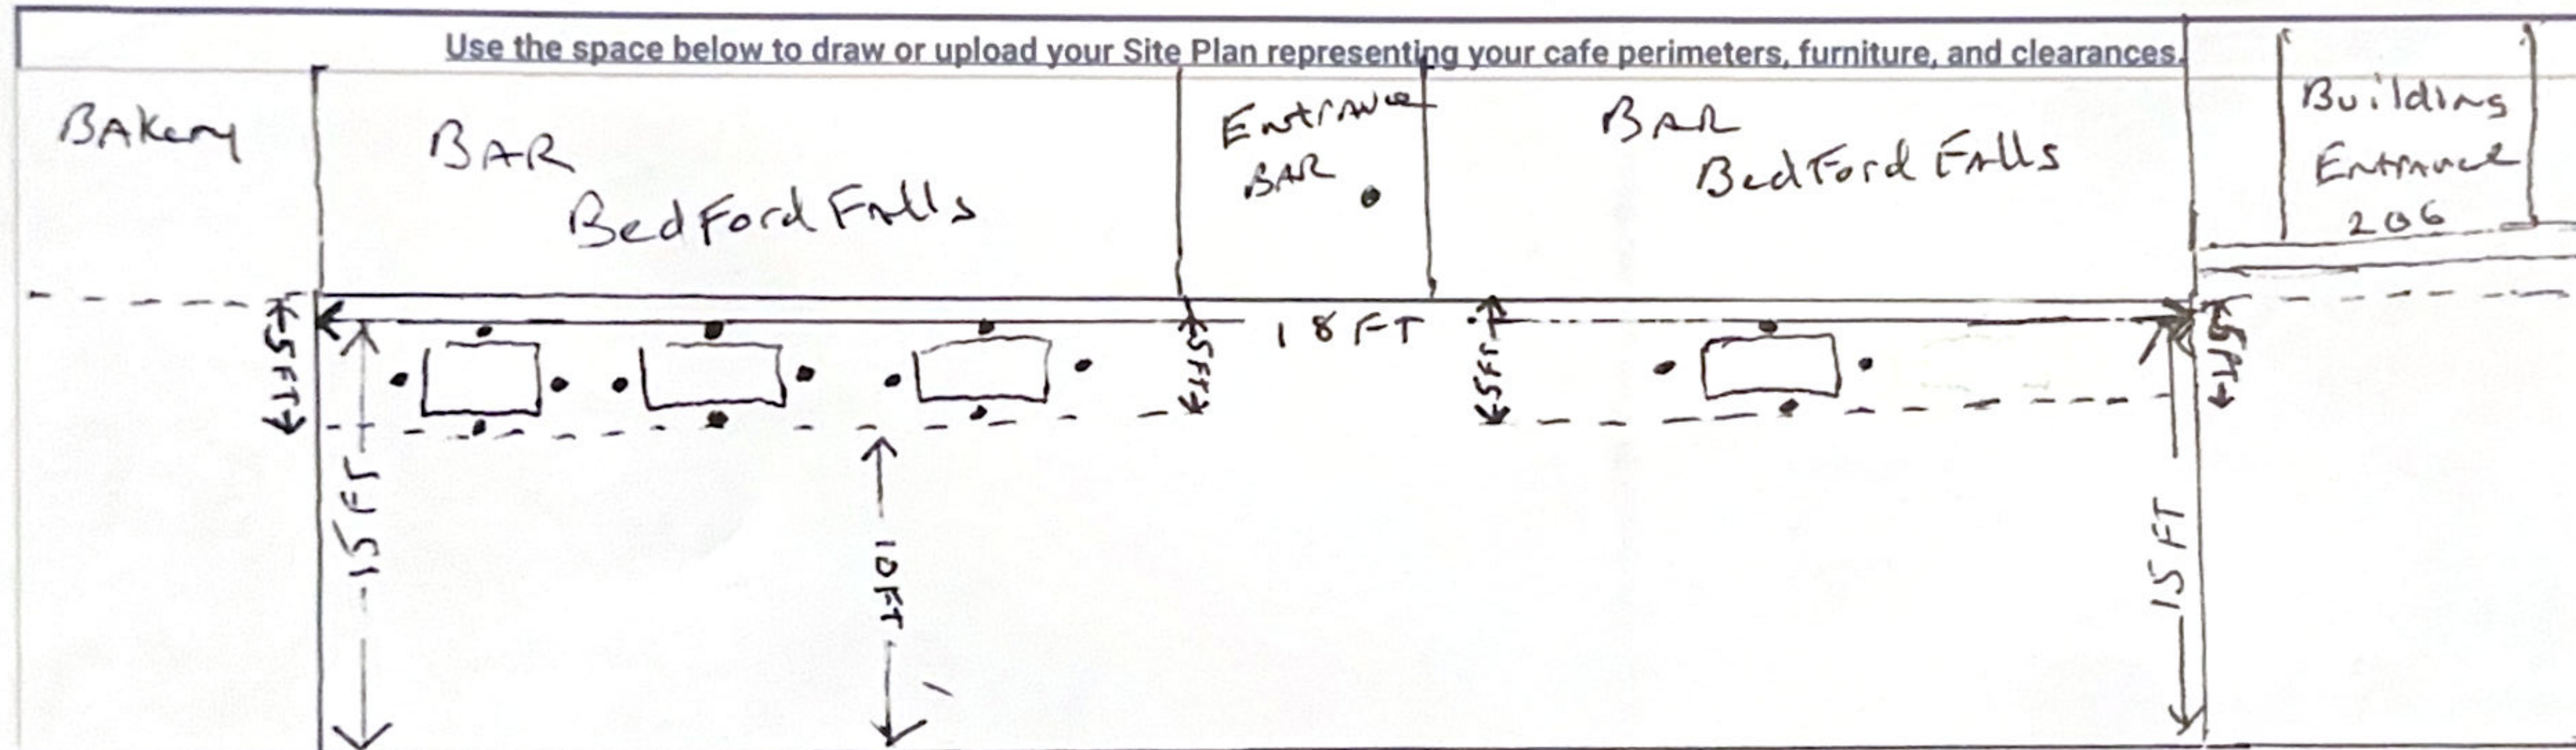 Use the space below to draw or upload your Site Plan representing your cafe perimeters, furniture, and clearances.
BAkery
BAR
BedFord FAlls
Entrance
BAR
BAR
BedFord FAlls
Building
Entrance
206
5FT
18 FT
5FT
5FT
5FT
15 FT
10FT
15 FT